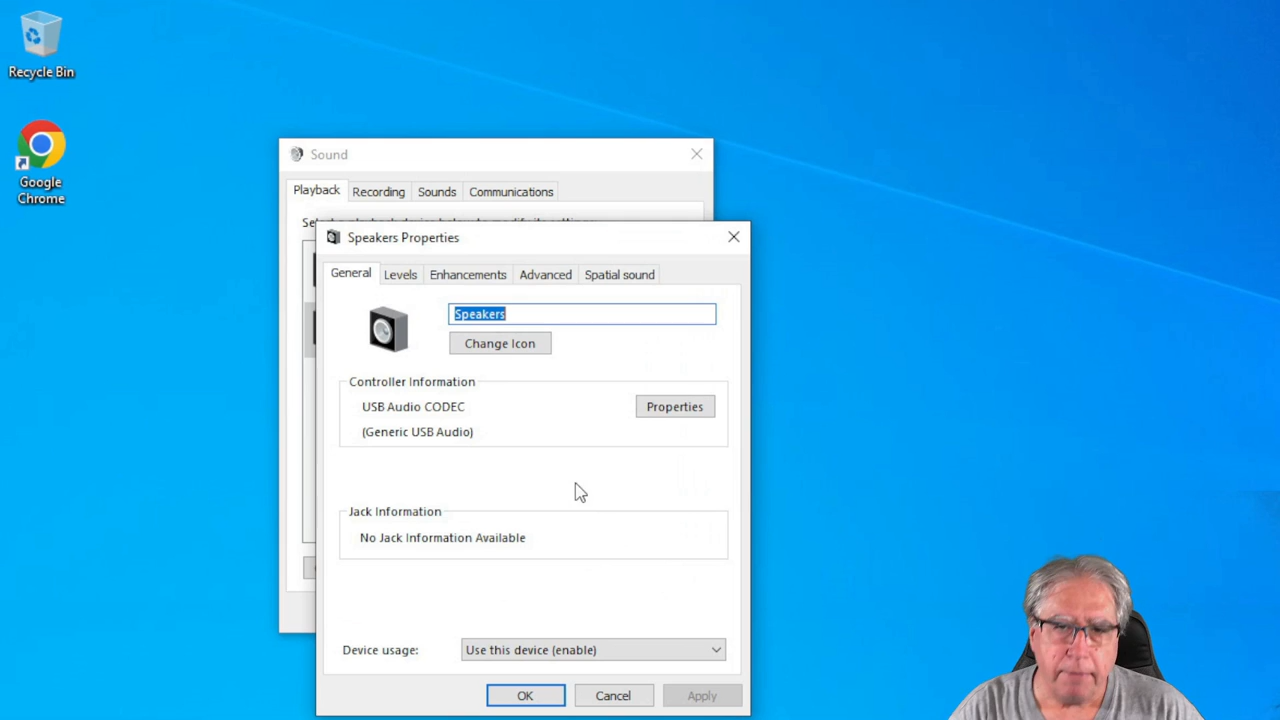 Recycle Bin
Google
Chrome
Sound
Playback Recording Sounds Communications
Speakers Properties
General Levels Enhancements Advanced Spatial sound
Speakers
Change Icon
Controller Information
USB Audio CODEC
Properties
(Generic USB Audio)
Jack Information
No Jack Information Available
Device usage:
Use this device (enable)
OK Cancel Apply